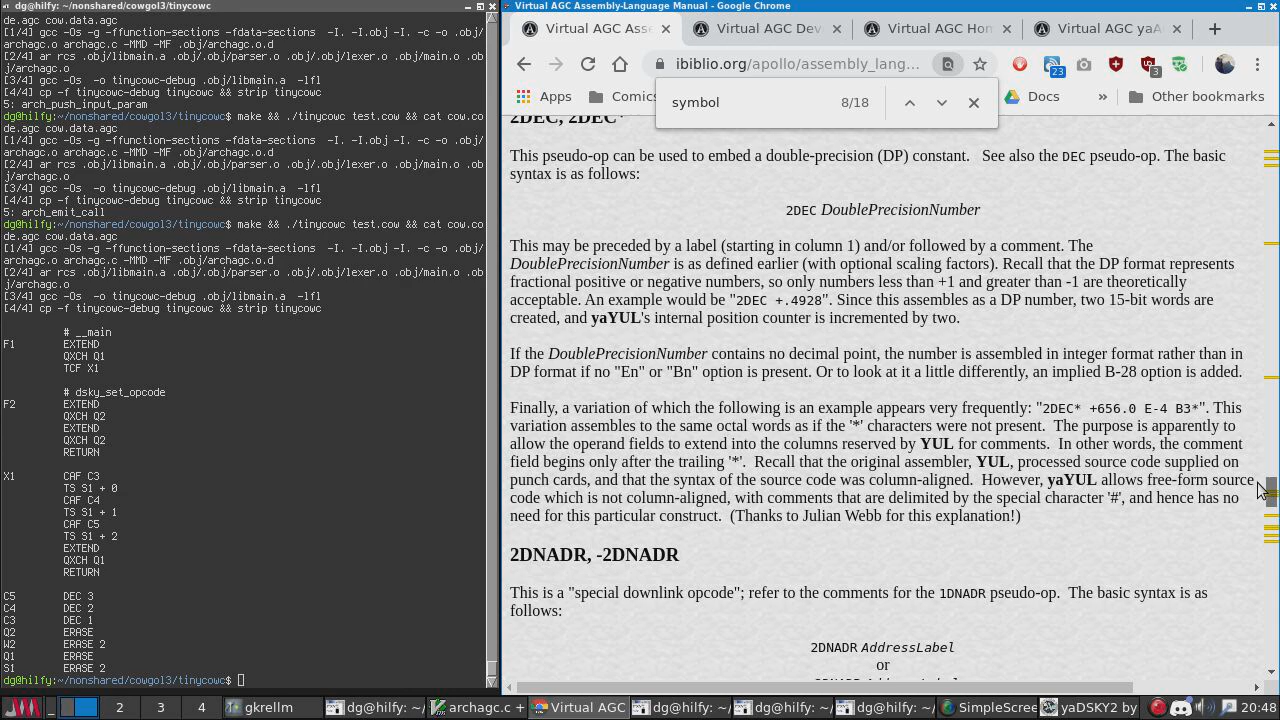 dg@hilfy: ~/nonshared/cowgol3/tinycowc
de.agc cow.data.agc
[1/4] gcc -Os -g -ffunction-sections -fdata-sections  -I. -I.obj -I. -c -o .obj/
archagc.o archagc.c -MMD -MF .obj/archagc.o.d
[2/4] ar rcs .obj/libmain.a .obj/.obj/parser.o .obj/.obj/lexer.o .obj/main.o .ob
j/archagc.o
[3/4] gcc -Os  -o tinycowc-debug .obj/libmain.a  -lfl
[4/4] cp -f tinycowc-debug && strip tinycowc
5: arch_push_input_param
dg@hilfy:~/nonshared/cowgol3/tinycowc$ make && ./tinycowc test.cow && cat cow.co
de.agc cow.data.agc
[1/4] gcc -Os -g -ffunction-sections -fdata-sections  -I. -I.obj -I. -c -o .obj/
archagc.o archagc.c -MMD -MF .obj/archagc.o.d
[2/4] ar rcs .obj/libmain.a .obj/.obj/parser.o .obj/.obj/lexer.o .obj/main.o .ob
j/archagc.o
[3/4] gcc -Os  -o tinycowc-debug .obj/libmain.a  -lfl
[4/4] cp -f tinycowc-debug && strip tinycowc
5: arch_emit_call
dg@hilfy:~/nonshared/cowgol3/tinycowc$ make && ./tinycowc test.cow && cat cow.co
de.agc cow.data.agc
[1/4] gcc -Os -g -ffunction-sections -fdata-sections  -I. -I.obj -I. -c -o .obj/
archagc.o archagc.c -MMD -MF .obj/archagc.o.d
[2/4] ar rcs .obj/libmain.a .obj/.obj/parser.o .obj/.obj/lexer.o .obj/main.o .ob
j/archagc.o
[3/4] gcc -Os  -o tinycowc-debug .obj/libmain.a  -lfl
[4/4] cp -f tinycowc-debug && strip tinycowc
# __main
F1 EXTEND
QXCH Q1
TCF X1
# dsky_set_opcode
F2 EXTEND
QXCH Q2
EXTEND
QXCH Q2
RETURN
X1 CAF C3
TS S1 + 0
CAF C4
TS S1 + 1
CAF C5
TS S1 + 2
EXTEND
QXCH Q1
RETURN
C5 DEC 3
C4 DEC 2
C3 DEC 1
Q2 ERASE
W2 ERASE 2
Q1 ERASE
S1 ERASE 2
dg@hilfy:~/nonshared/cowgol3/tinycowc$
Virtual AGC Assembly-Language Manual - Google Chrome
Virtual AGC Asse
Virtual AGC Dev
Virtual AGC Hom
Virtual AGC yaA
ibiblio.org/apollo/assembly_lang...
23
3
Apps
Comics
Docs
Other bookmarks
symbol 8/18
2DEC, 2DEC*
This pseudo-op can be used to embed a double-precision (DP) constant.   See also the DEC pseudo-op. The basic
syntax is as follows:
2DEC DoublePrecisionNumber
This may be preceded by a label (starting in column 1) and/or followed by a comment. The
DoublePrecisionNumber is as defined earlier (with optional scaling factors). Recall that the DP format represents
fractional positive or negative numbers, so only numbers less than +1 and greater than -1 are theoretically
acceptable. An example would be "2DEC +.4928". Since this assembles as a DP number, two 15-bit words are
created, and yaYUL's internal position counter is incremented by two.
If the DoublePrecisionNumber contains no decimal point, the number is assembled in integer format rather than in
DP format if no "En" or "Bn" option is present. Or to look at it a little differently, an implied B-28 option is added.
Finally, a variation of which the following is an example appears very frequently: "2DEC* +656.0 E-4 B3*". This
variation assembles to the same octal words as if the '*' characters were not present.  The purpose is apparently to
allow the operand fields to extend into the columns reserved by YUL for comments.  In other words, the comment
field begins only after the trailing '*'.  Recall that the original assembler, YUL, processed source code supplied on
punch cards, and that the syntax of the source code was column-aligned.  However, yaYUL allows free-form source
code which is not column-aligned, with comments that are delimited by the special character '#', and hence has no
need for this particular construct.  (Thanks to Julian Webb for this explanation!)
2DNADR, -2DNADR
This is a "special downlink opcode"; refer to the comments for the 1DNADR pseudo-op.  The basic syntax is as
follows:
2DNADR AddressLabel
or
2
3
4
gkrellm
dg@hilfy: ~/
archagc.c +
Virtual AGC
dg@hilfy: ~/
dg@hilfy: ~/
dg@hilfy: ~/
SimpleScree
yaDSKY2 by
20:48